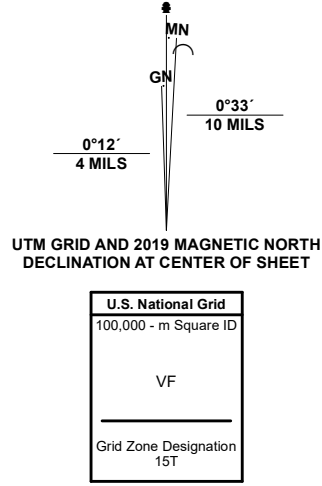 MN
GN
0°33´
10 MILS
0°12´
4 MILS
UTM GRID AND 2019 MAGNETIC NORTH
DECLINATION AT CENTER OF SHEET
U.S. National Grid
100,000 - m Square ID
VF
Grid Zone Designation
15T